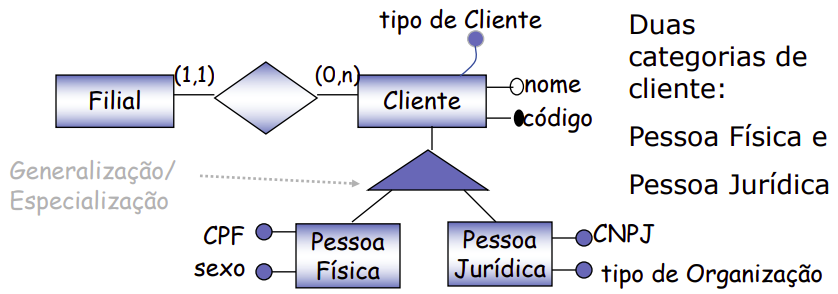 tipo de Cliente
Duas
categorias de
cliente:
Pessoa Física e
Pessoa Jurídica
(1,1)
(0,n)
Filial
Cliente
nome
código
Generalização/
Especialização
CPF
sexo
Pessoa
Física
Pessoa
Jurídica
CNPJ
tipo de Organização